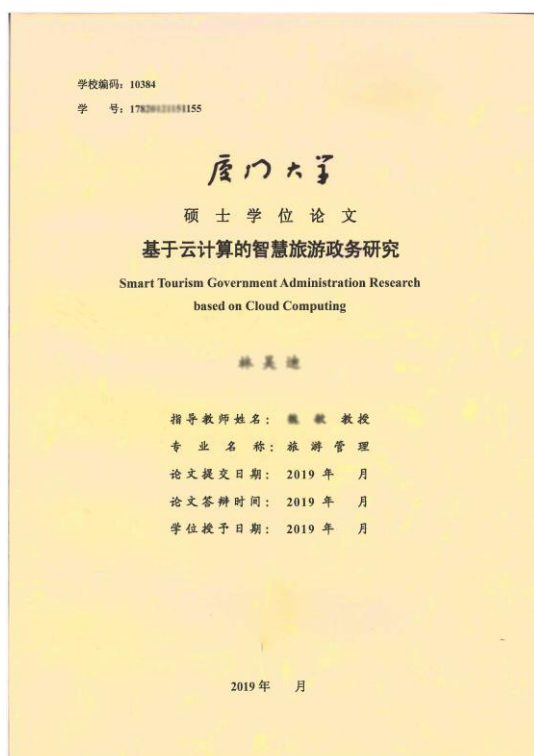 学校编码：10384
学 号：
厦门大学
硕 士 学 位 论 文
基于云计算的智慧旅游政务研究
Smart Tourism Government Administration Research
based on Cloud Computing
指导教师姓名： 教授
专 业 名 称：旅 游 管 理
论文提交日期： 2019 年 月
论文答辩时间： 2019 年 月
学位授予日期： 2019 年 月
2019 年 月